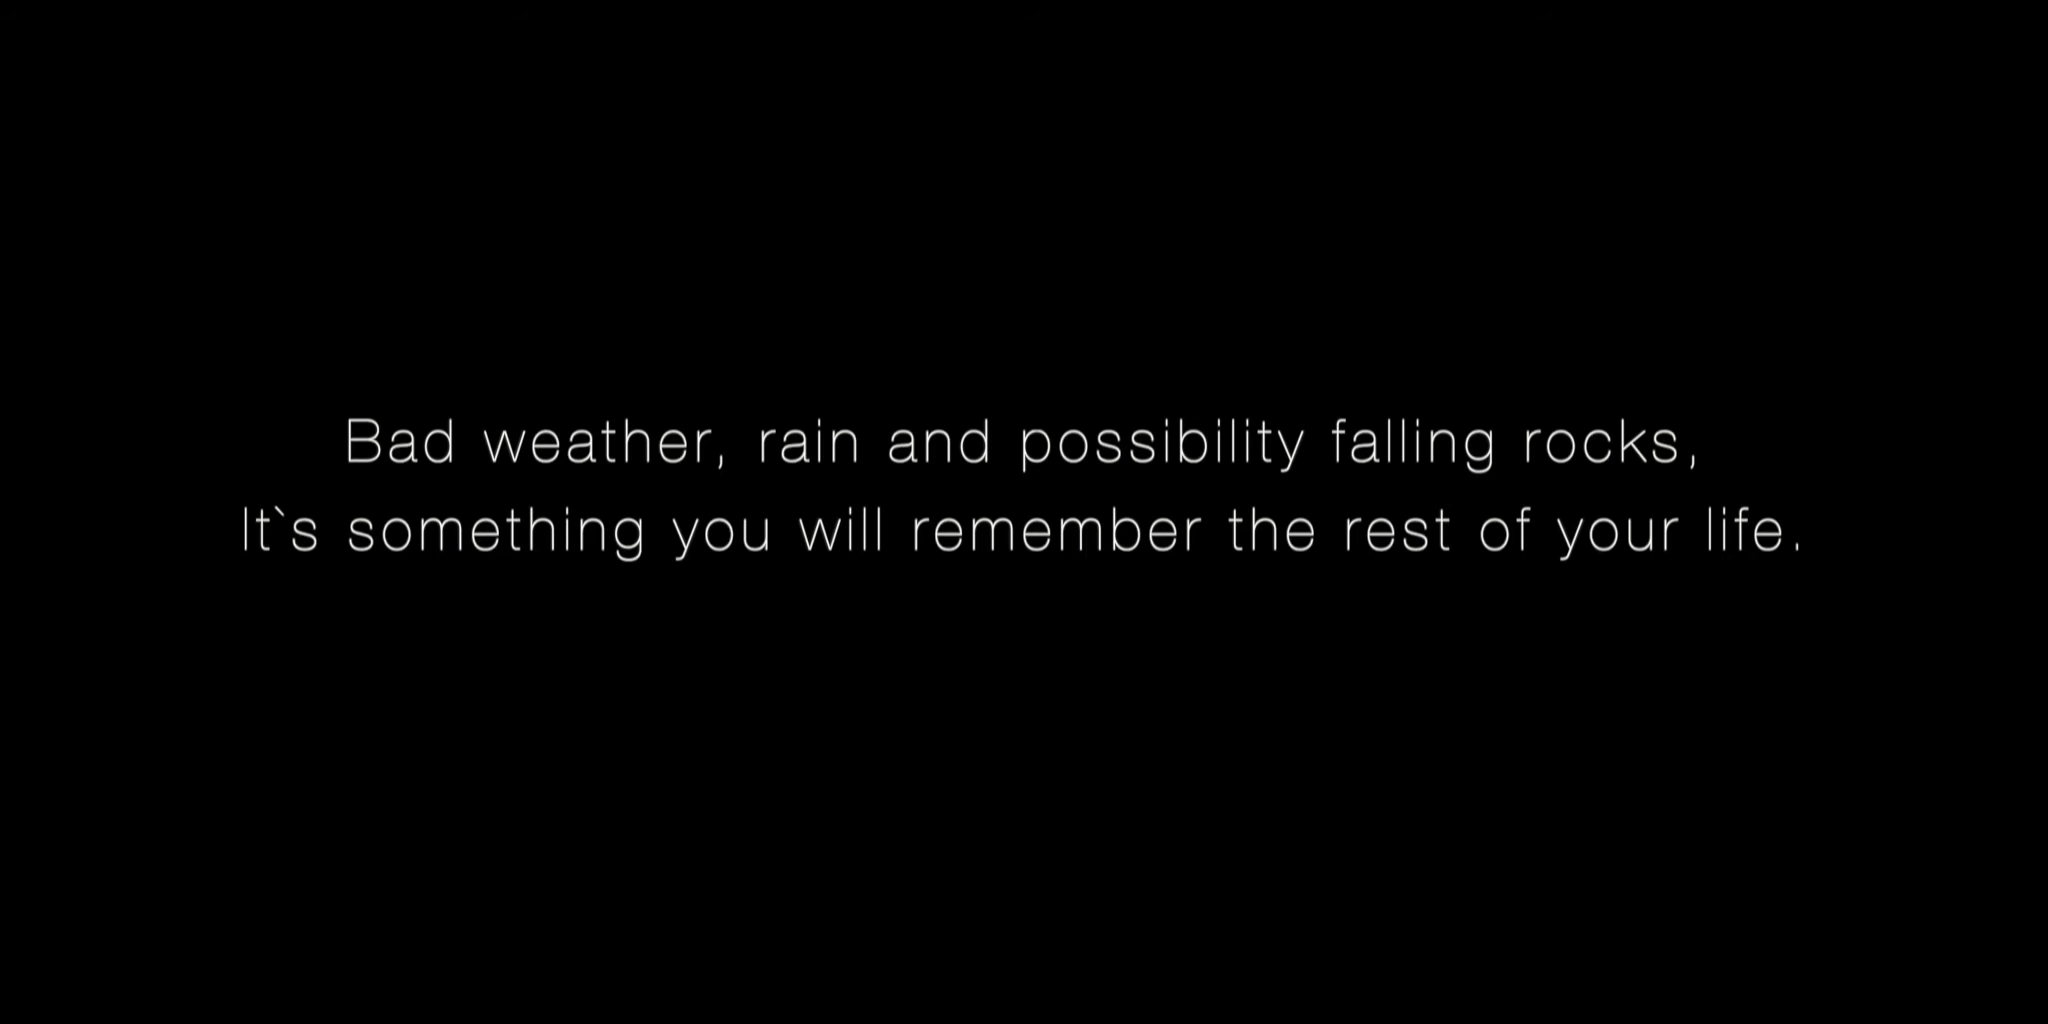 Bad weather, rain and possibility falling rocks,
It`s something you will remember the rest of your life.